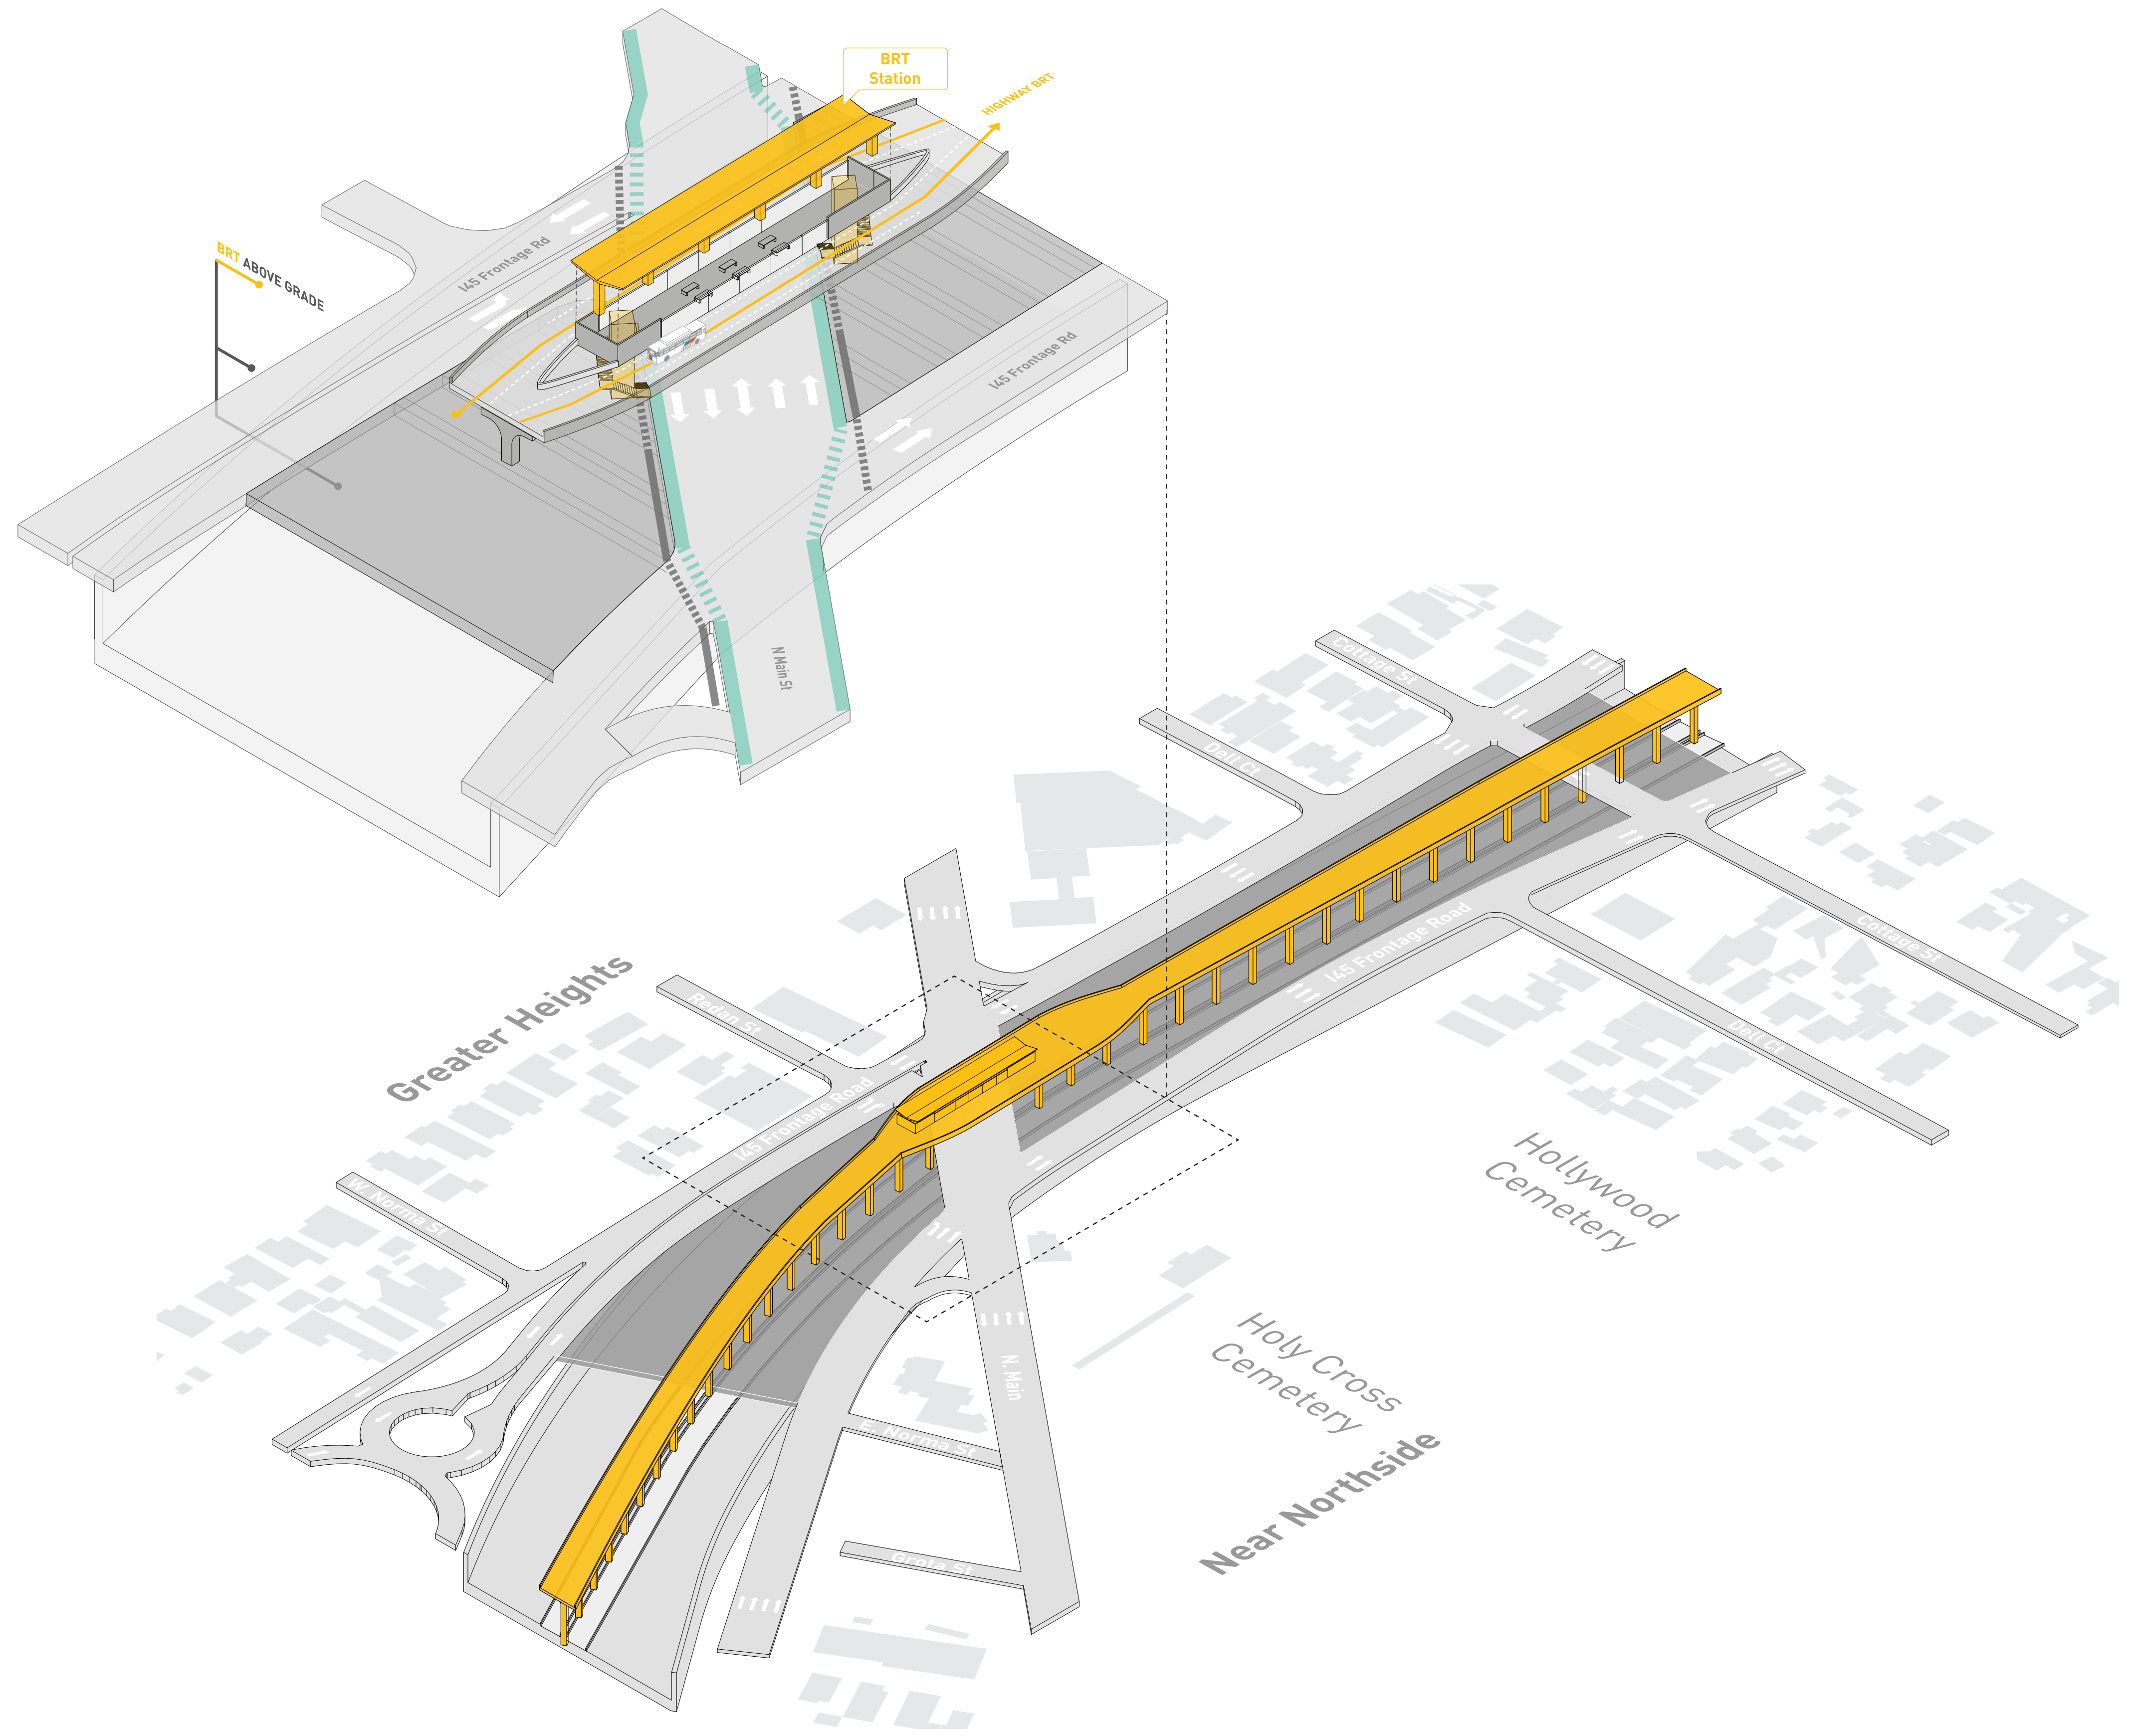 BRT
Station
HIGHWAY BRT
BRT ABOVE GRADE
I45 Frontage Rd
I45 Frontage Rd
N Main St
Cottage St
Dell Ct
I45 Frontage Road
Cottage St
Dell Ct
Greater Heights
Redan St
I45 Frontage Road
W. Norma St
Hollywood
Cemetery
Holy Cross
Cemetery
N. Main
E. Norma St
Near Northside
Grota St